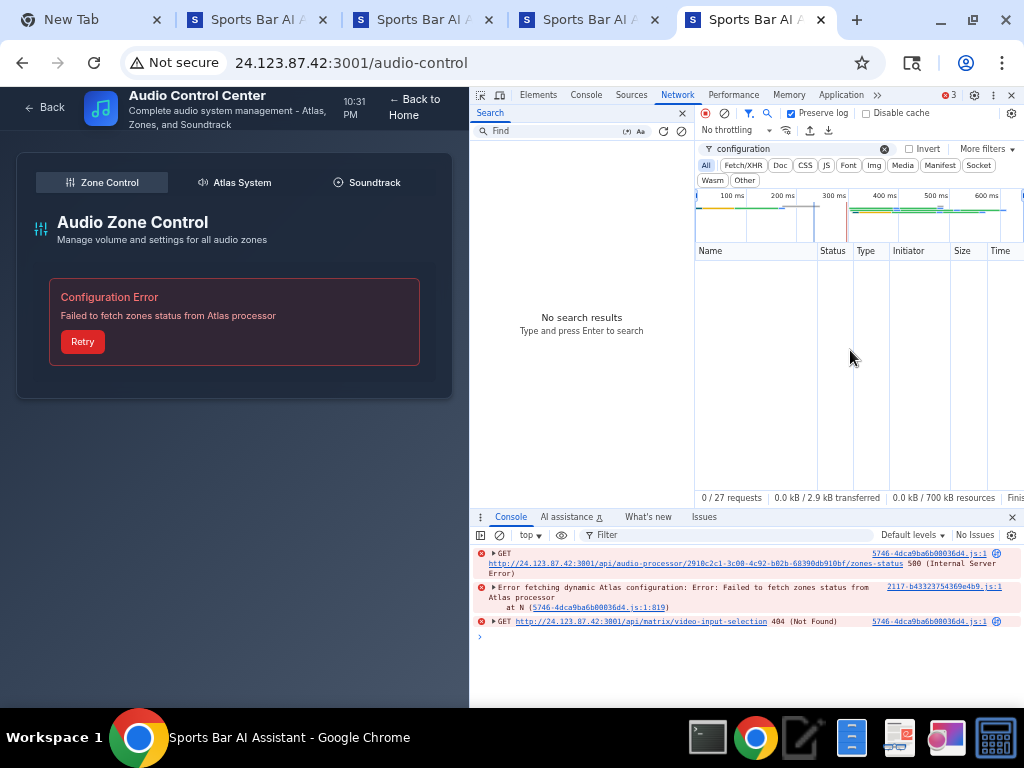 New Tab
Sports Bar AI A
Sports Bar AI A
Sports Bar AI A
Sports Bar AI A
Not secure
24.123.87.42:3001/audio-control
Back
Audio Control Center
Complete audio system management - Atlas,
Zones, and Soundtrack
10:31
PM
← Back to
Home
Zone Control
Atlas System
Soundtrack
Audio Zone Control
Manage volume and settings for all audio zones
Configuration Error
Failed to fetch zones status from Atlas processor
Retry
Elements
Console
Sources
Network
Performance
Memory
Application
3
Search
Find
(.*)
Aa
No search results
Type and press Enter to search
Preserve log
Disable cache
No throttling
configuration
Invert
More filters
All
Fetch/XHR
Doc
CSS
JS
Font
Img
Media
Manifest
Socket
Wasm
Other
100 ms
200 ms
300 ms
400 ms
500 ms
600 ms
Name
Status
Type
Initiator
Size
Time
0 / 27 requests
0.0 kB / 2.9 kB transferred
0.0 kB / 700 kB resources
Finis
Console
AI assistance
What's new
Issues
top
Filter
Default levels
No Issues
GET
5746-4dca9ba6b00036d4.js:1
http://24.123.87.42:3001/api/audio-processor/2910c2c1-3c00-4c92-b02b-68390db910bf/zones-status 500 (Internal Server
Error)
Error fetching dynamic Atlas configuration: Error: Failed to fetch zones status from
2117-b43323754369e4b9.js:1
Atlas processor
at N (5746-4dca9ba6b00036d4.js:1:819)
GET http://24.123.87.42:3001/api/matrix/video-input-selection 404 (Not Found)
5746-4dca9ba6b00036d4.js:1
Workspace 1
Sports Bar AI Assistant - Google Chrome